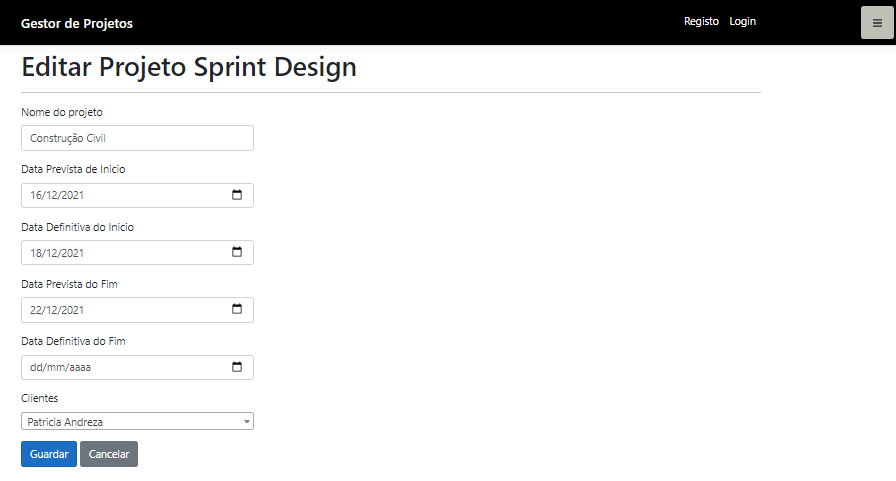 Gestor de Projetos
Registo Login
Editar Projeto Sprint Design
Nome do projeto
Construção Civil
Data Prevista de Inicio
16/12/2021
Data Definitiva do Inicio
18/12/2021
Data Prevista do Fim
22/12/2021
Data Definitiva do Fim
dd/mm/aaaa
Clientes
Patricia Andreza
Guardar Cancelar